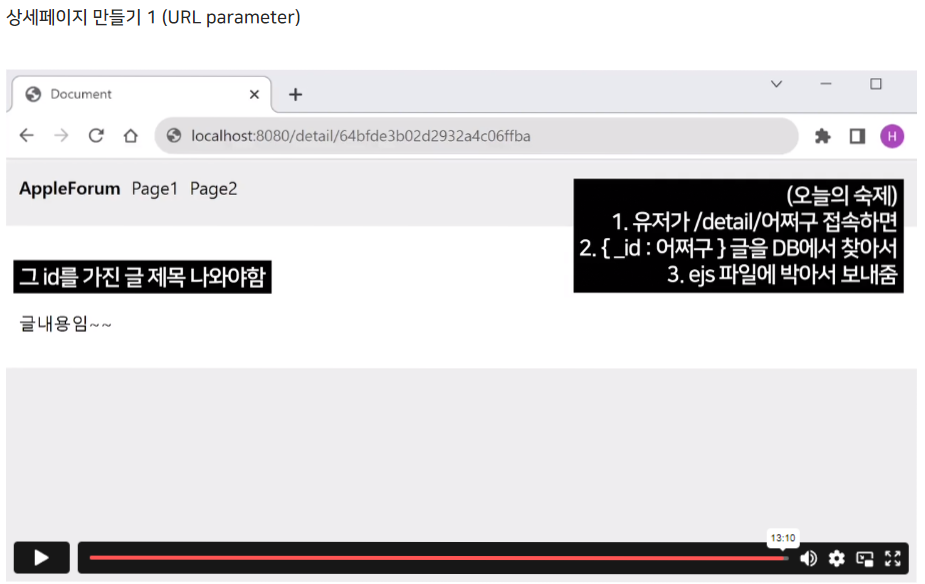 상세페이지 만들기 1 (URL parameter)
Document
localhost:8080/detail/64bfde3b02d2932a4c06ffba
H
AppleForum Page1 Page2
(오늘의 숙제)
1. 유저가 /detail/어쩌구 접속하면
2. { _id : 어쩌구 } 글을 DB에서 찾아서
3. ejs 파일에 박아서 보내줌
그 id를 가진 글 제목 나와야함
글내용임~~
13:10